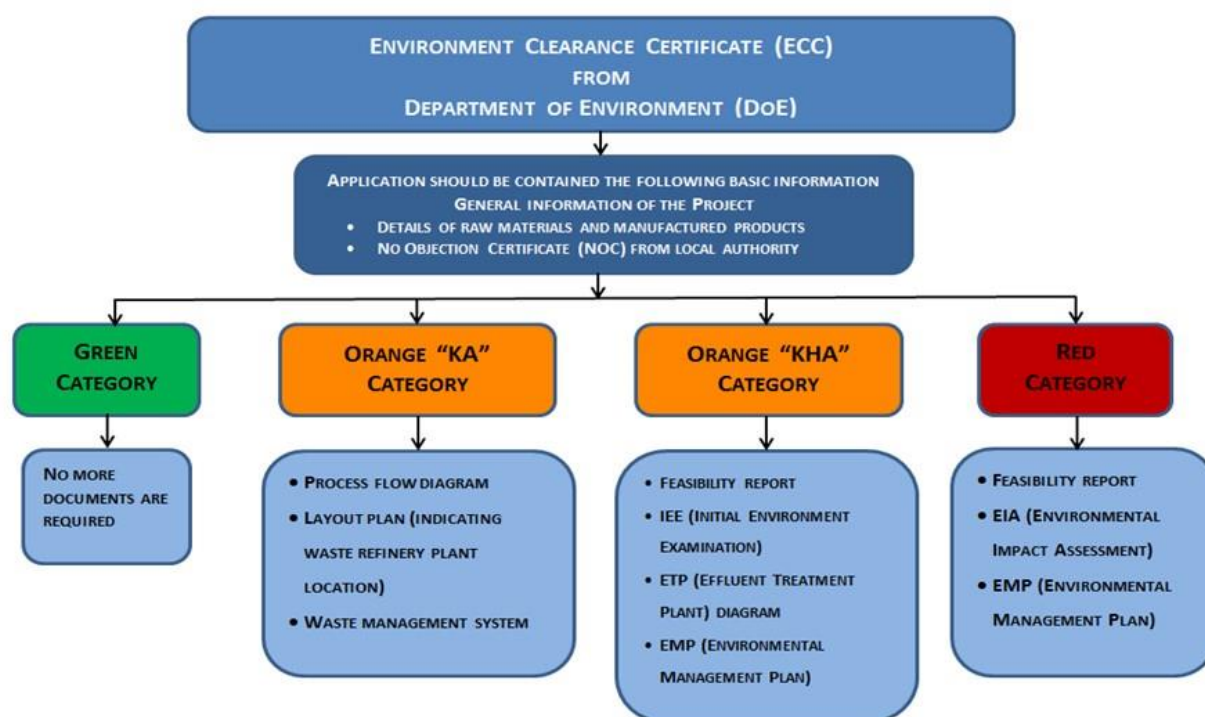 ENVIRONMENT CLEARANCE CERTIFICATE (ECC)
FROM
DEPARTMENT OF ENVIRONMENT (DOE)
APPLICATION SHOULD BE CONTAINED THE FOLLOWING BASIC INFORMATION
GENERAL INFORMATION OF THE PROJECT
• DETAILS OF RAW MATERIALS AND MANUFACTURED PRODUCTS
• NO OBJECTION CERTIFICATE (NOC) FROM LOCAL AUTHORITY
GREEN
CATEGORY
NO MORE
DOCUMENTS ARE
REQUIRED
ORANGE “KA”
CATEGORY
• PROCESS FLOW DIAGRAM
• LAYOUT PLAN (INDICATING
WASTE REFINERY PLANT
LOCATION)
• WASTE MANAGEMENT SYSTEM
ORANGE “KHA”
CATEGORY
• FEASIBILITY REPORT
• IEE (INITIAL ENVIRONMENT
EXAMINATION)
• ETP (EFFLUENT TREATMENT
PLANT) DIAGRAM
• EMP (ENVIRONMENTAL
MANAGEMENT PLAN)
RED
CATEGORY
• FEASIBILITY REPORT
• EIA (ENVIRONMENTAL
IMPACT ASSESSMENT)
• EMP (ENVIRONMENTAL
MANAGEMENT PLAN)